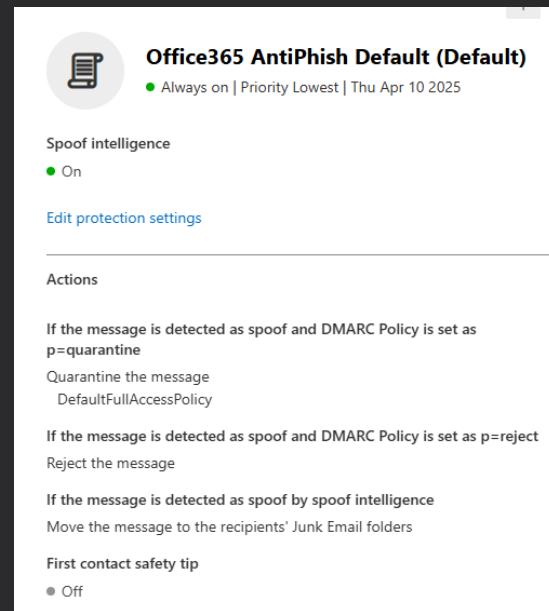 Office365 AntiPhish Default (Default)
Always on | Priority Lowest | Thu Apr 10 2025
Spoof intelligence
On
Edit protection settings
Actions
If the message is detected as spoof and DMARC Policy is set as
p=quarantine
Quarantine the message
DefaultFullAccessPolicy
If the message is detected as spoof and DMARC Policy is set as p=reject
Reject the message
If the message is detected as spoof by spoof intelligence
Move the message to the recipients' Junk Email folders
First contact safety tip
Off